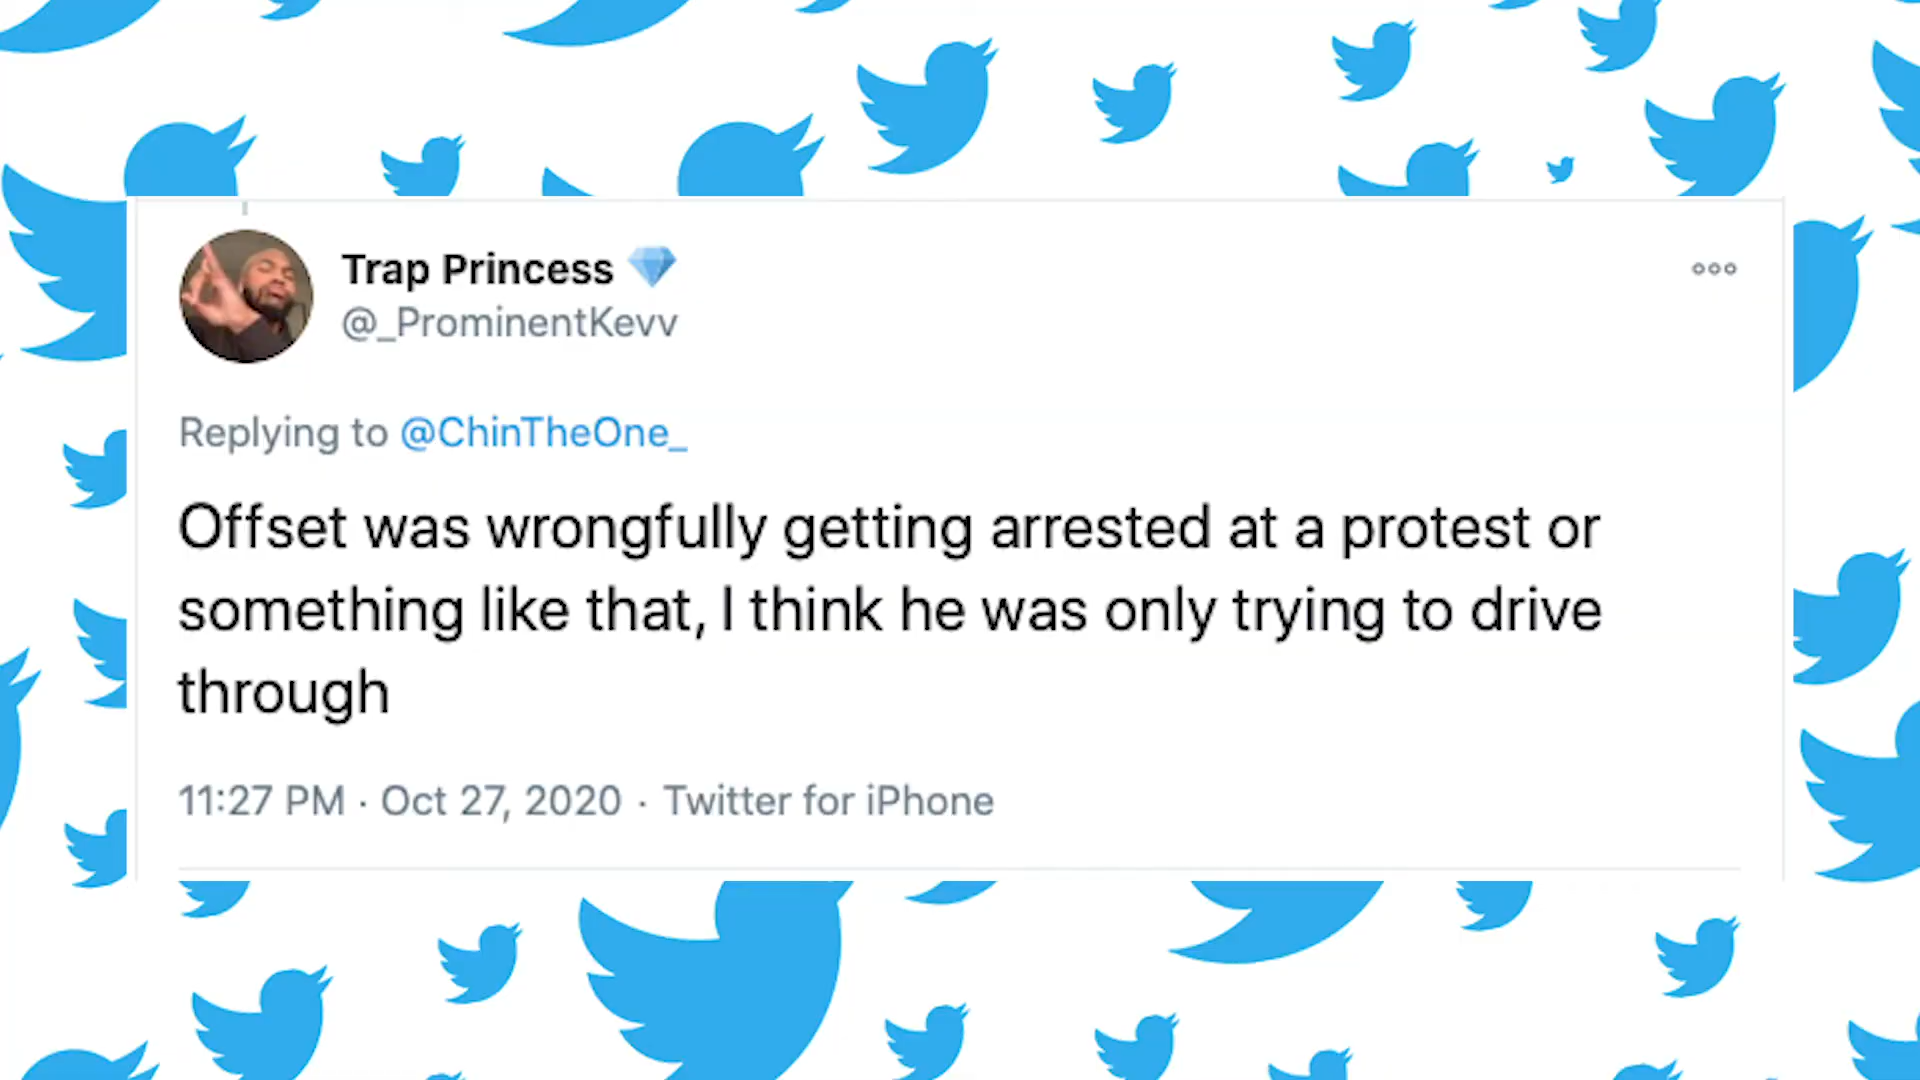 Trap Princess 💎
@_ProminentKevv
Replying to @ChinTheOne_
Offset was wrongfully getting arrested at a protest or
something like that, I think he was only trying to drive
through
11:27 PM · Oct 27, 2020 · Twitter for iPhone